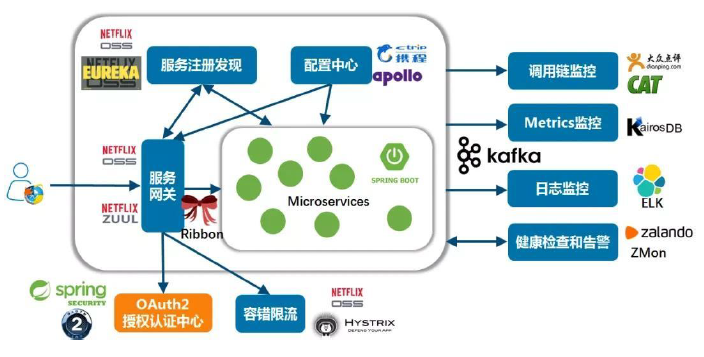 NETFLIX
OSS
NETFLIX
EUREKA
OSS
服务注册发现
配置中心
ctrip
携程
apollo
调用链监控
大众点评
dianping.com
CAT
Metrics监控
KairosDB
NETFLIX
OSS
服务
网关
SPRING BOOT
kafka
Microservices
日志监控
ELK
NETFLIX
ZUUL
Ribbon
健康检查和告警
zalando
ZMon
spring
SECURITY
2
OAuth2
授权认证中心
容错限流
NETFLIX
OSS
HYSTRIX
DEFEND YOUR APP